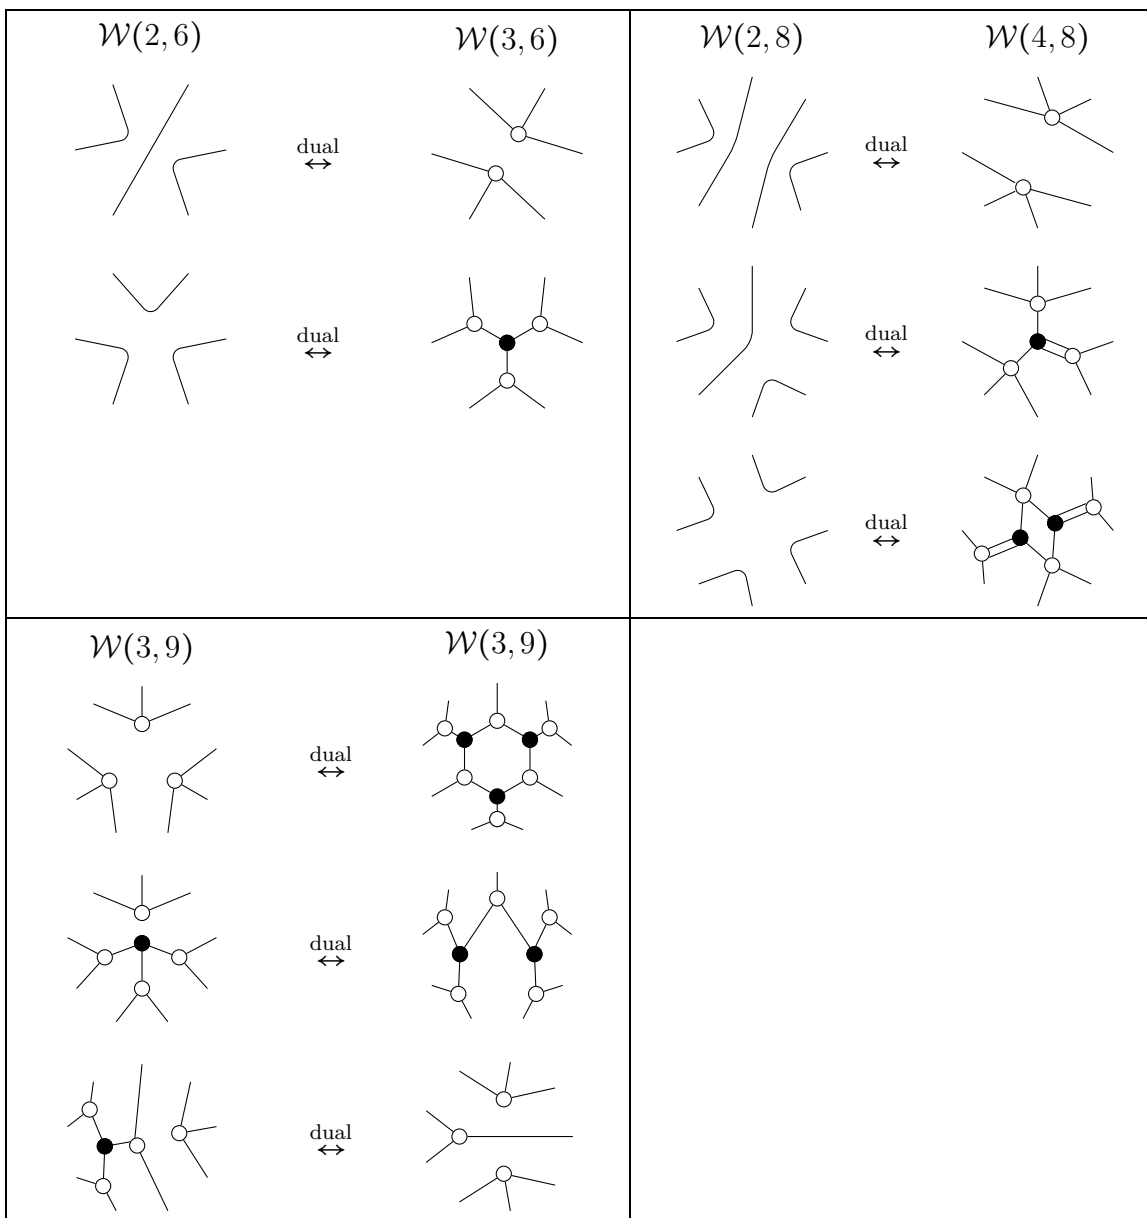 𝒲(2, 6) 𝒲(3, 6)
dual
↔
dual
↔
𝒲(2, 8) 𝒲(4, 8)
dual
↔
dual
↔
dual
↔
𝒲(3, 9) 𝒲(3, 9)
dual
↔
dual
↔
dual
↔